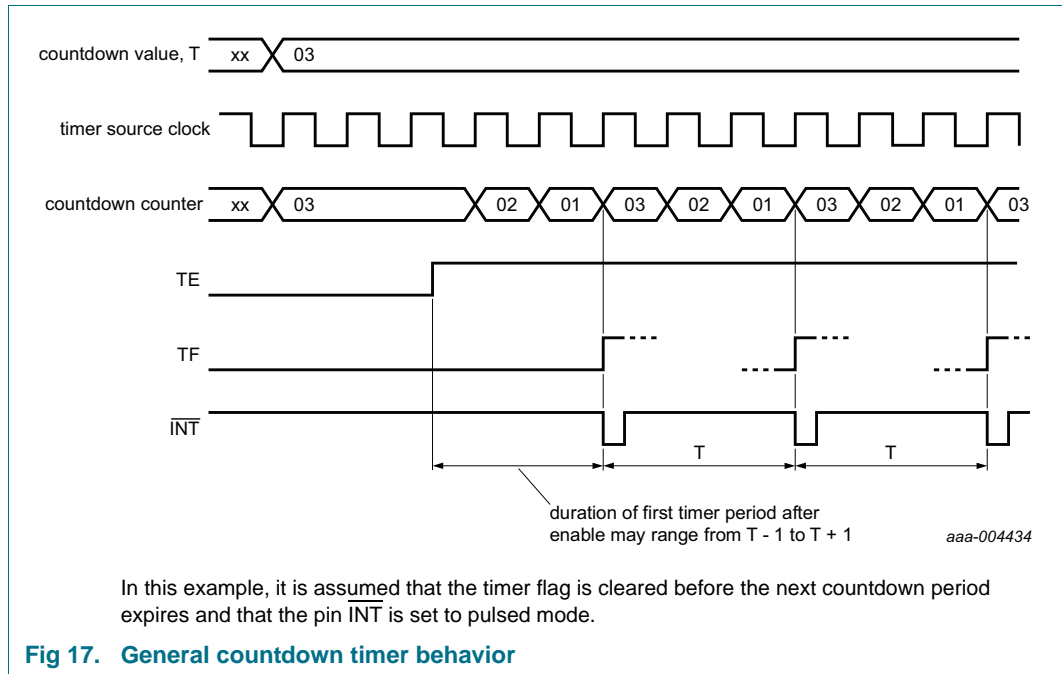 countdown value, T xx 03
timer source clock
countdown counter xx 03 02 01 03 02 01 03 02 01 03
TE
TF
INT
T T
duration of first timer period after
enable may range from T - 1 to T + 1
aaa-004434
In this example, it is assumed that the timer flag is cleared before the next countdown period
expires and that the pin INT is set to pulsed mode.
Fig 17. General countdown timer behavior